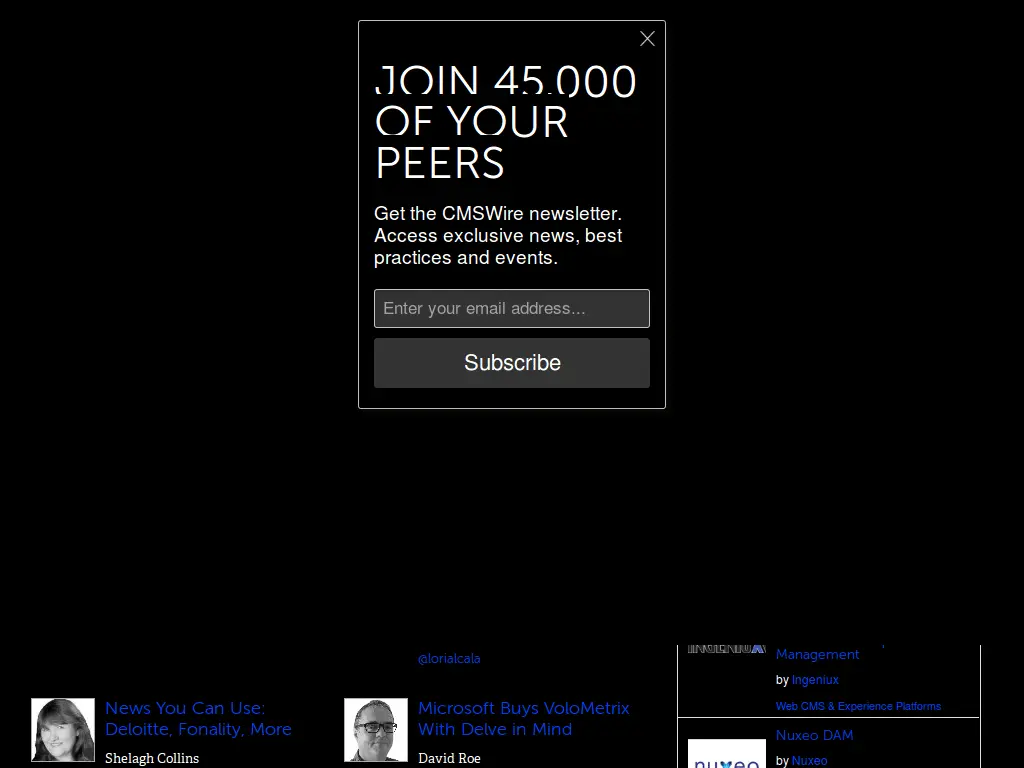 JOIN 45,000
OF YOUR
PEERS
Get the CMSWire newsletter.
Access exclusive news, best
practices and events.
Enter your email address...
Subscribe
@lorialcala
News You Can Use:
Deloitte, Fonality, More
Shelagh Collins
Microsoft Buys VoloMetrix
With Delve in Mind
David Roe
INGENIUX
Management
by Ingeniux
Web CMS & Experience Platforms
Nuxeo DAM
by Nuxeo
nuxeo